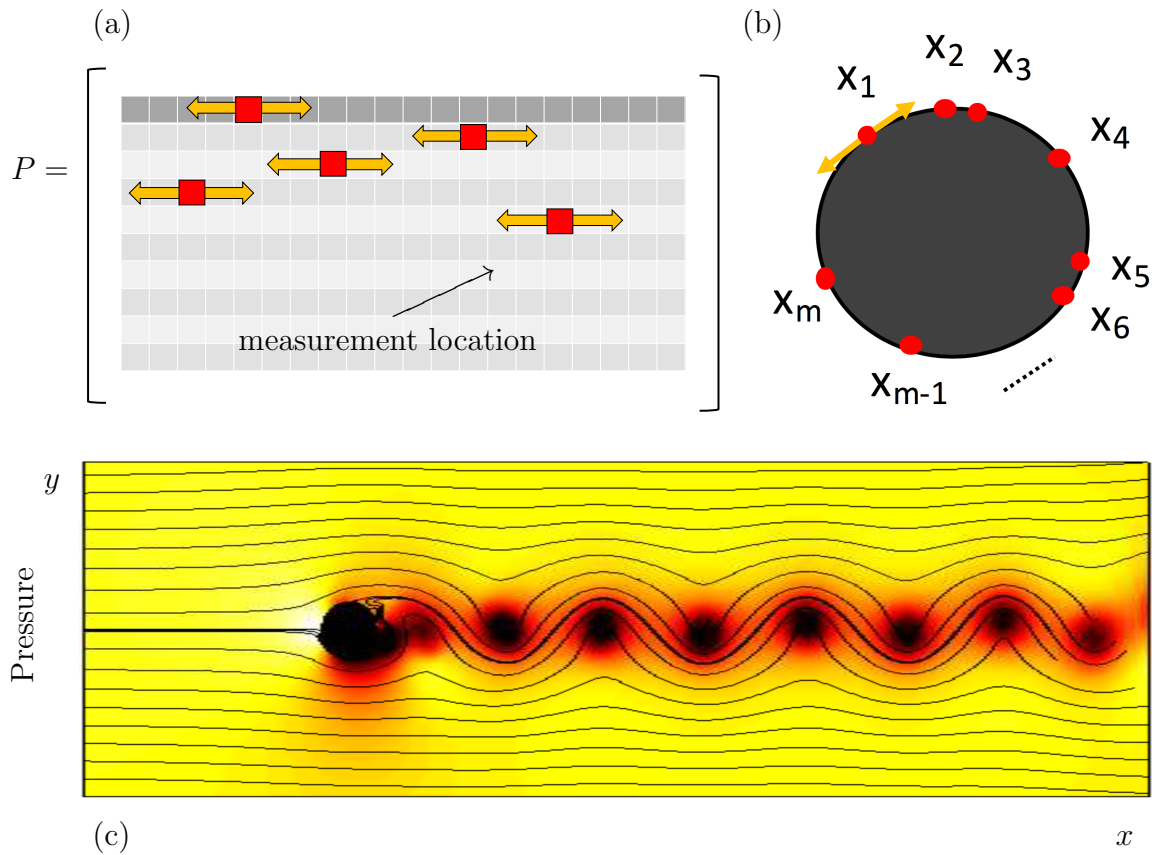 (a)
(b)
P =
measurement location
x1
x2
x3
x4
x5
x6
xm-1
xm
y
Pressure
(c)
x